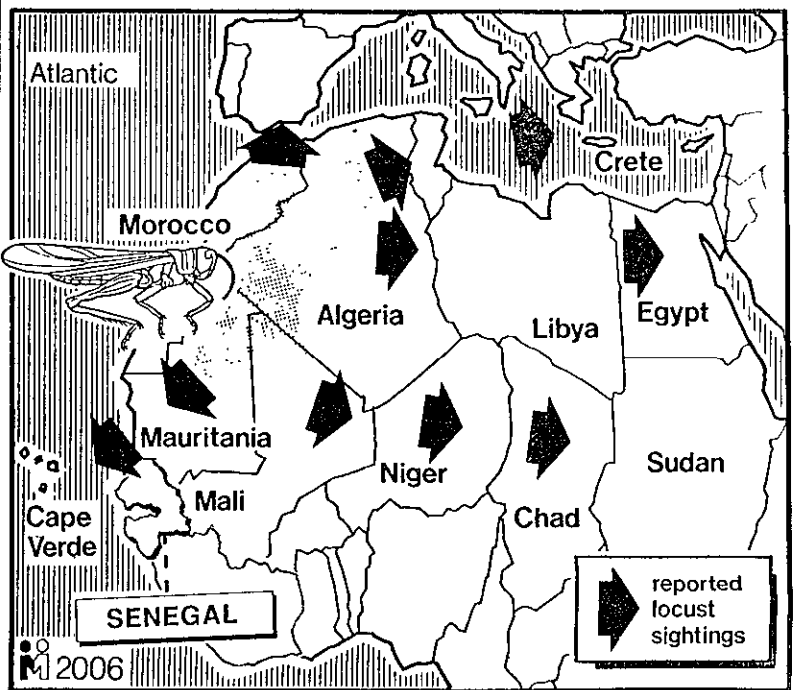 Atlantic
Crete
Morocco
Algeria
Libya
Egypt
Mauritania
Mali
Niger
Chad
Sudan
Cape
Verde
SENEGAL
reported
locust
sightings
2006